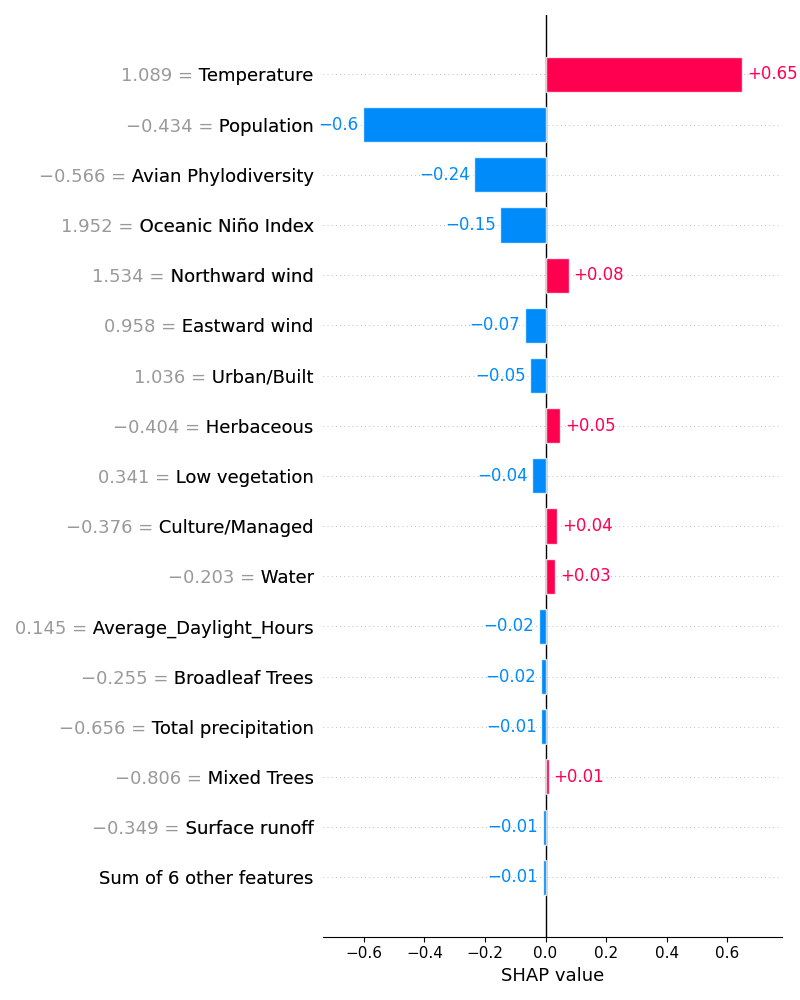 1.089 = Temperature +0.65
−0.434 = Population −0.6
−0.566 = Avian Phylodiversity −0.24
1.952 = Oceanic Niño Index −0.15
1.534 = Northward wind +0.08
0.958 = Eastward wind −0.07
1.036 = Urban/Built −0.05
−0.404 = Herbaceous +0.05
0.341 = Low vegetation −0.04
−0.376 = Culture/Managed +0.04
−0.203 = Water +0.03
0.145 = Average_Daylight_Hours −0.02
−0.255 = Broadleaf Trees −0.02
−0.656 = Total precipitation −0.01
−0.806 = Mixed Trees +0.01
−0.349 = Surface runoff −0.01
Sum of 6 other features −0.01
−0.6 −0.4 −0.2 0.0 0.2 0.4 0.6
SHAP value